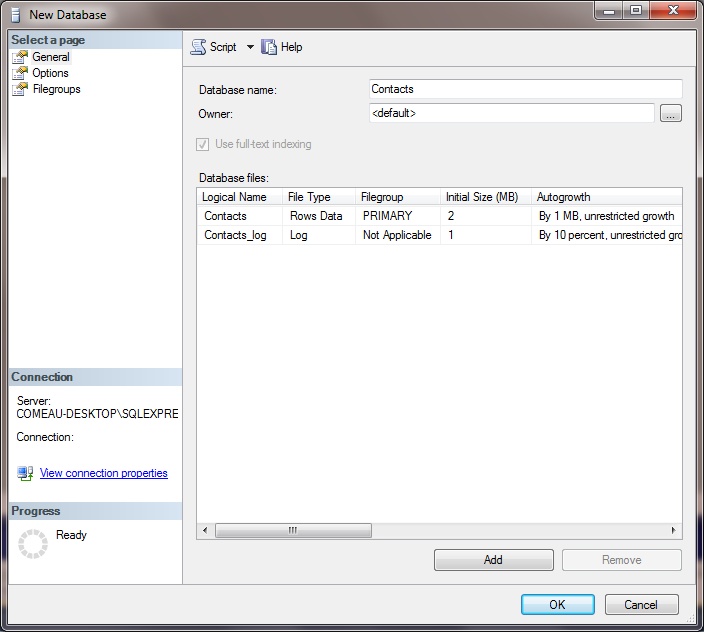 New Database
Select a page
General
Options
Filegroups
Script Help
Database name: Contacts
Owner: <default> ...
Use full-text indexing
Database files:
Logical Name File Type Filegroup Initial Size (MB) Autogrowth
Contacts Rows Data PRIMARY 2 By 1 MB, unrestricted growth
Contacts_log Log Not Applicable 1 By 10 percent, unrestricted gro
Connection
Server:
COMEAU-DESKTOP\SQLEXPRE
Connection:
View connection properties
Progress
Ready
Add Remove
OK Cancel